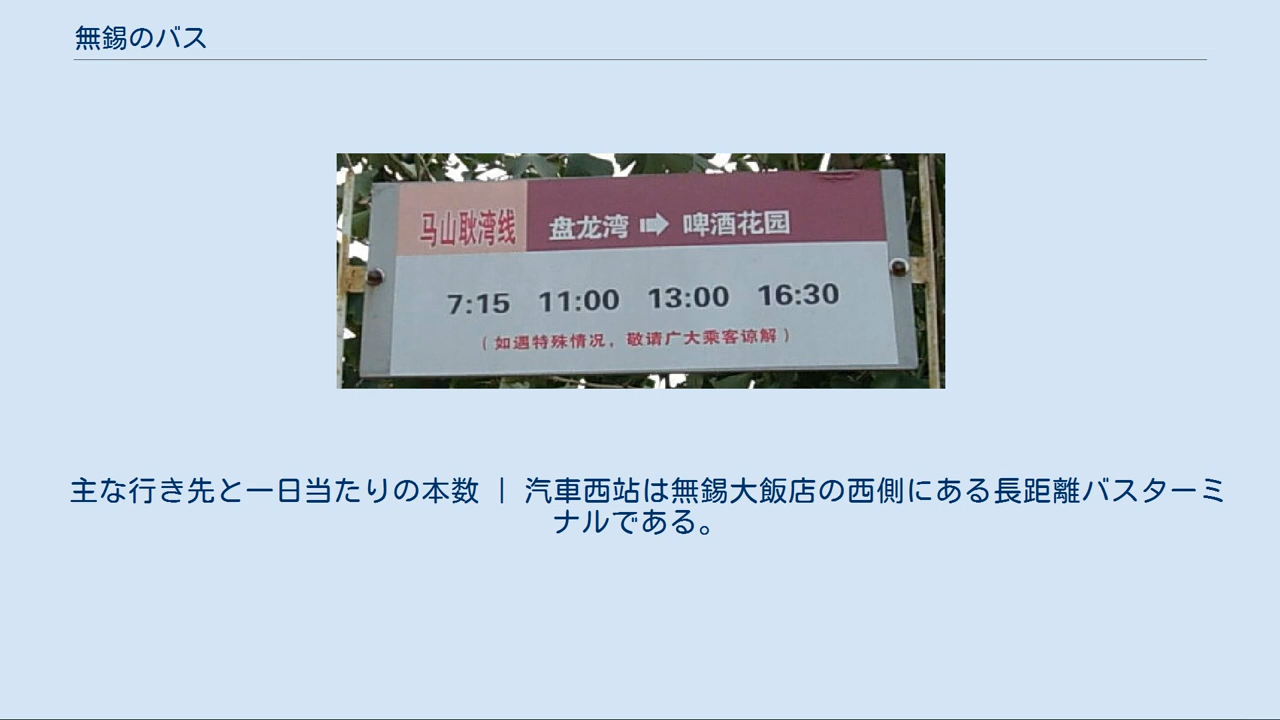 無錫のバス
马山耿湾线 盘龙湾 ➡ 啤酒花园
7:15 11:00 13:00 16:30
(如遇特殊情况,敬请广大乘客谅解)
主な行き先と一日当たりの本数 | 汽車西站は無錫大飯店の西側にある長距離バスターミ
ナルである。